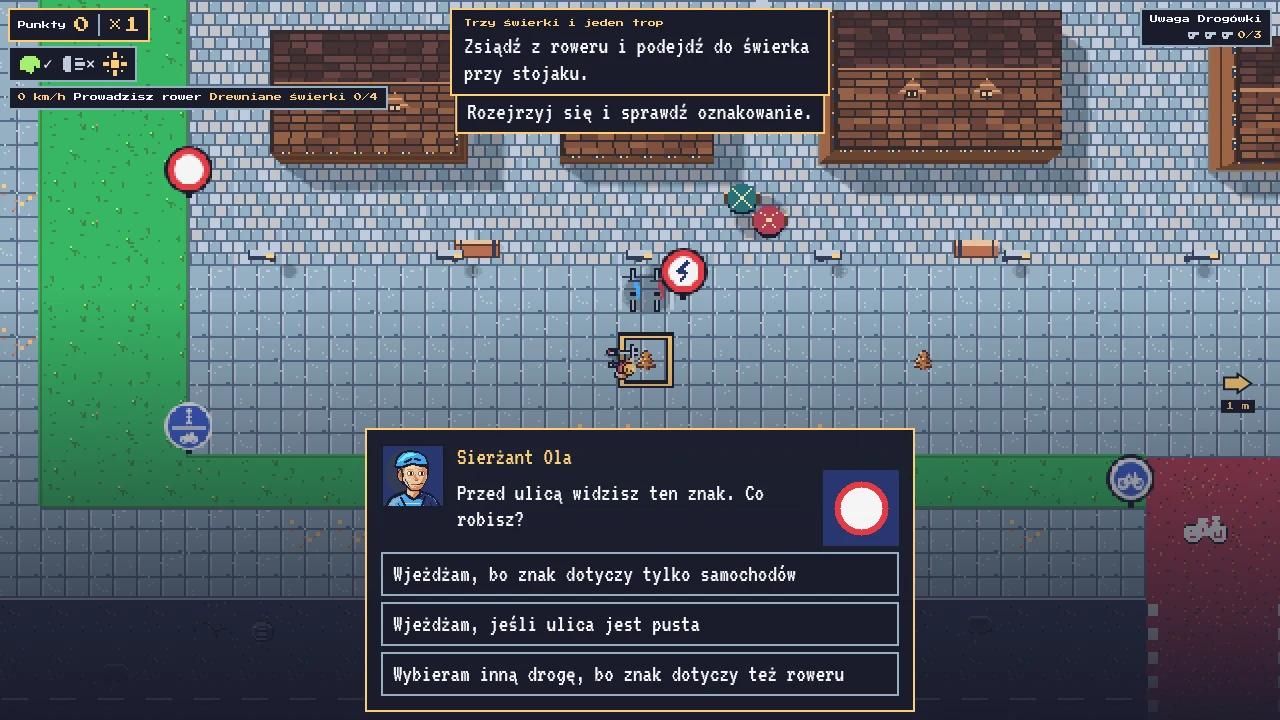 Punkty 0 | ×1
Trzy świerki i jeden trop
Zsiądź z roweru i podejdź do świerka
przy stojaku.
Rozejrzyj się i sprawdź oznakowanie.
Uwaga Drogówki
0/3
0 km/h Prowadzisz rower Drewniane świerki 0/4
1 m
Sierżant Ola
Przed ulicą widzisz ten znak. Co
robisz?
Wjeżdżam, bo znak dotyczy tylko samochodów
Wjeżdżam, jeśli ulica jest pusta
Wybieram inną drogę, bo znak dotyczy też roweru